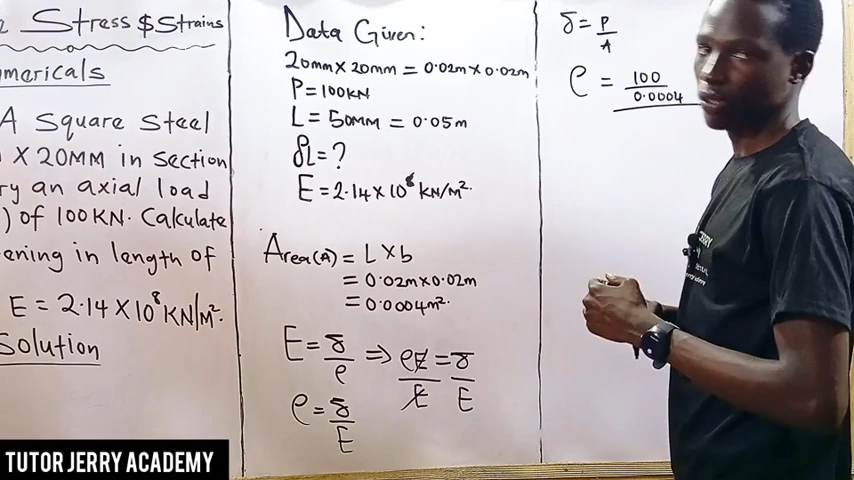 Stress $ Strains
mericals
A Square Steel
X 20MM in section
ry an axial load
) of 100KN. Calculate
ening in length of
E = 2.14 X 10⁸ KN/m².
Solution
Data Given:
20mm X 20mm = 0.02m X 0.02m
P = 100KN
L = 50MM = 0.05m
δL = ?
E = 2.14 x 10⁸ KN/m².
Area(A) = L X b
= 0.02m x 0.02m
= 0.0004m².
E = σ/e => eE/E = σ/E
e = σ/E
σ = P/A
e = 100/0.0004
JERRY
TUTOR JERRY ACADEMY